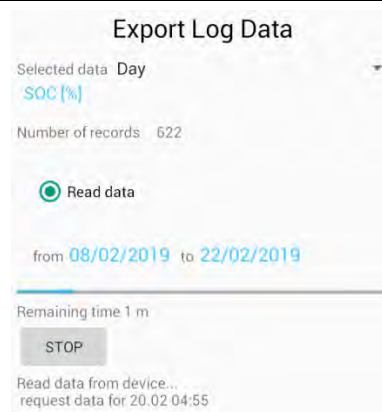 Export Log Data
Selected data Day
SOC [%]
Number of records 622
Read data
from 08/02/2019 to 22/02/2019
Remaining time 1 m
STOP
Read data from device...
request data for 20.02 04:55